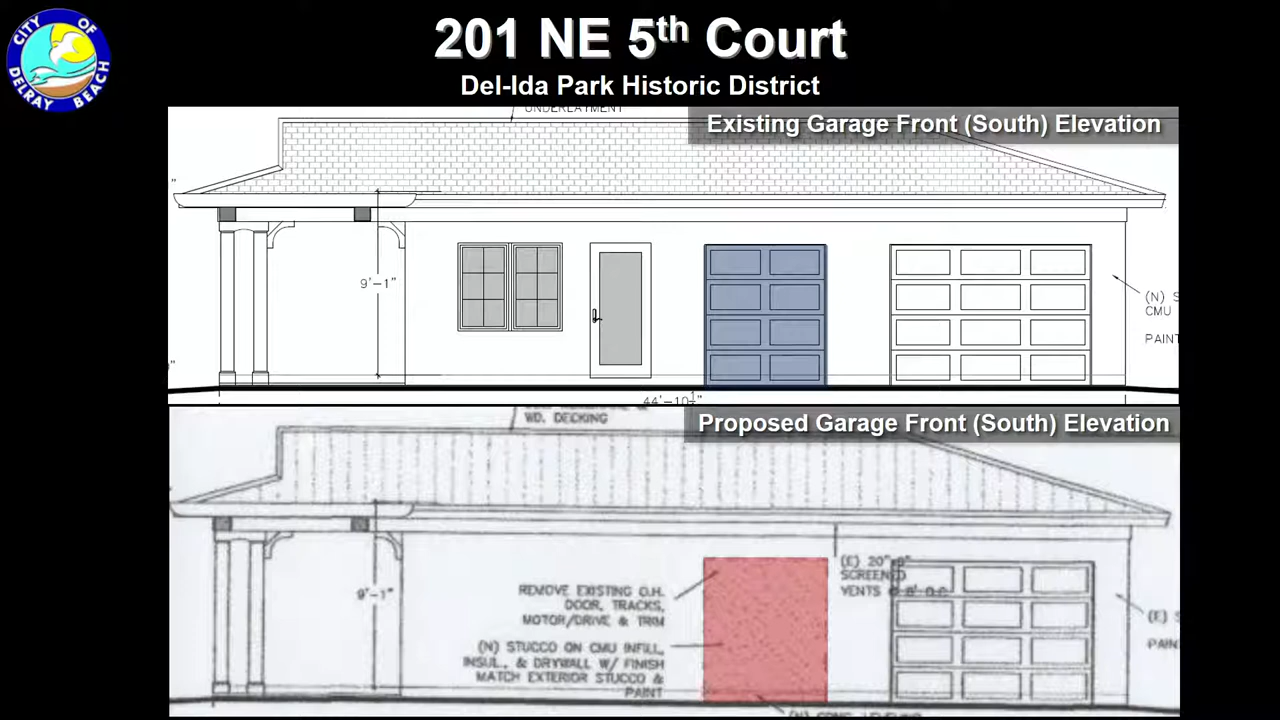 CITY OF
DELRAY BEACH
201 NE 5th Court
Del-Ida Park Historic District
UNDERLAYMENT
Existing Garage Front (South) Elevation
9'-1"
(N) S
CMU
PAINT
44'-10½"
WD. DECKING
Proposed Garage Front (South) Elevation
(E) 20"
SCREENED
VENTS
REMOVE EXISTING O.H.
DOOR, TRACKS,
MOTOR/DRIVE & TRIM
9'-1"
(N) STUCCO ON CMU INFILL,
INSUL., & DRYWALL W/ FINISH
MATCH EXTERIOR STUCCO &
PAINT
(E) S
PAIN